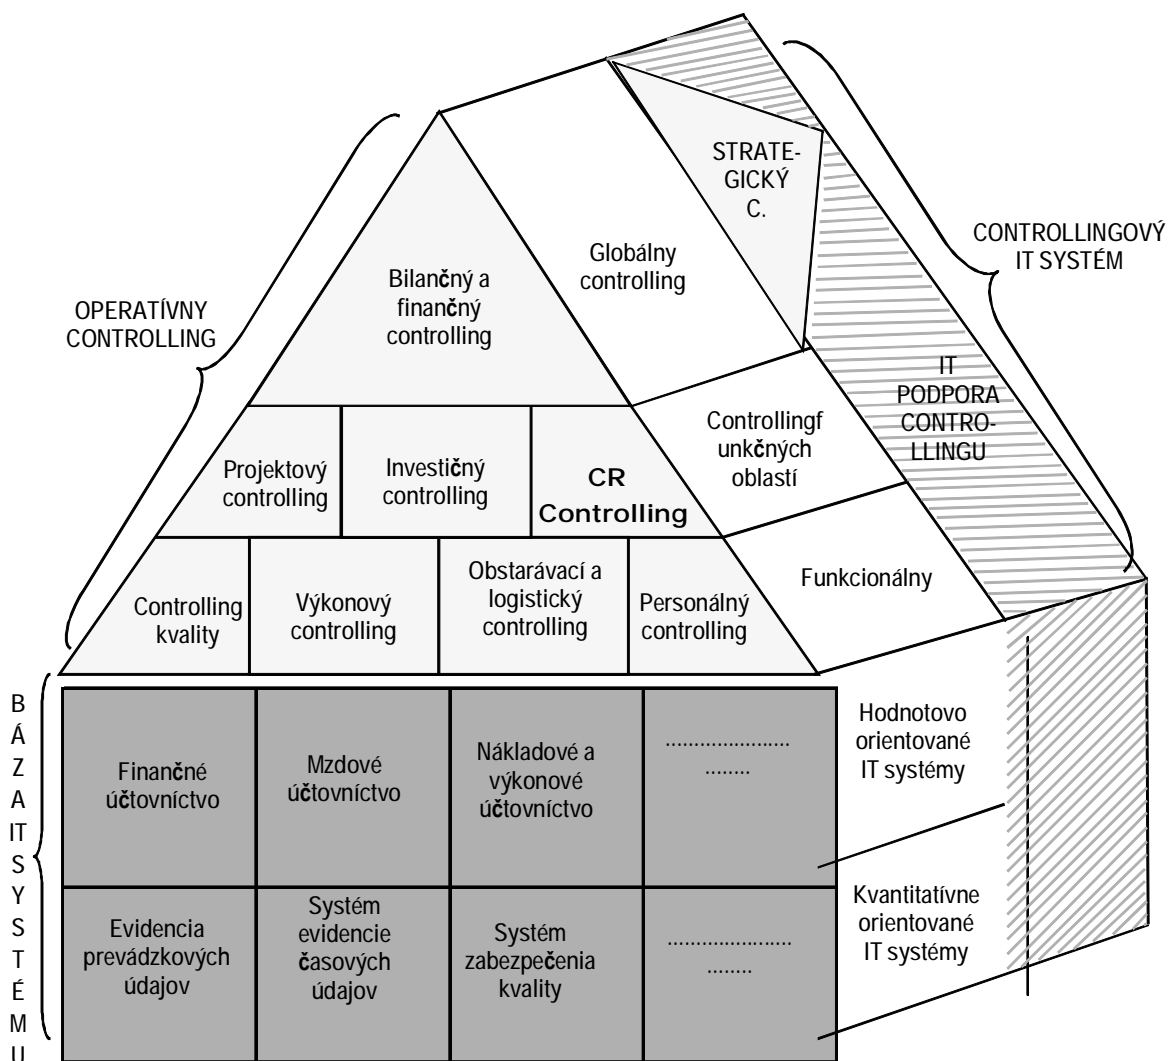 STRATE-
GICKÝ
C.
CONTROLLINGOVÝ
IT SYSTÉM
Globálny
controlling
Bilančný a
finančný
controlling
OPERATÍVNY
CONTROLLING
IT
PODPORA
CONTRO-
LLINGU
Controllingf
unkčných
oblastí
Projektový
controlling
Investičný
controlling
CR
Controlling
Funkcionálny
Controlling
kvality
Výkonový
controlling
Obstarávací a
logistický
controlling
Personálný
controlling
B
Á
Z
A
IT
S
Y
S
T
É
M
U
Finančné
účtovníctvo
Mzdové
účtovníctvo
Nákladové a
výkonové
účtovníctvo
......................
........
Hodnotovo
orientované
IT systémy
Evidencia
prevádzkových
údajov
Systém
evidencie
časových
údajov
Systém
zabezpečenia
kvality
......................
........
Kvantitatívne
orientované
IT systémy